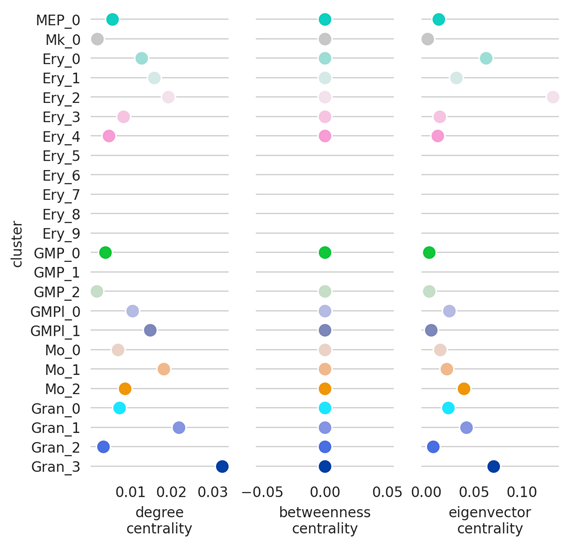 MEP_0
Mk_0
Ery_0
Ery_1
Ery_2
Ery_3
Ery_4
Ery_5
Ery_6
Ery_7
Ery_8
Ery_9
GMP_0
GMP_1
GMP_2
GMPl_0
GMPl_1
Mo_0
Mo_1
Mo_2
Gran_0
Gran_1
Gran_2
Gran_3
cluster
0.01 0.02 0.03
degree
centrality
−0.05 0.00 0.05
betweenness
centrality
0.00 0.05 0.10
eigenvector
centrality